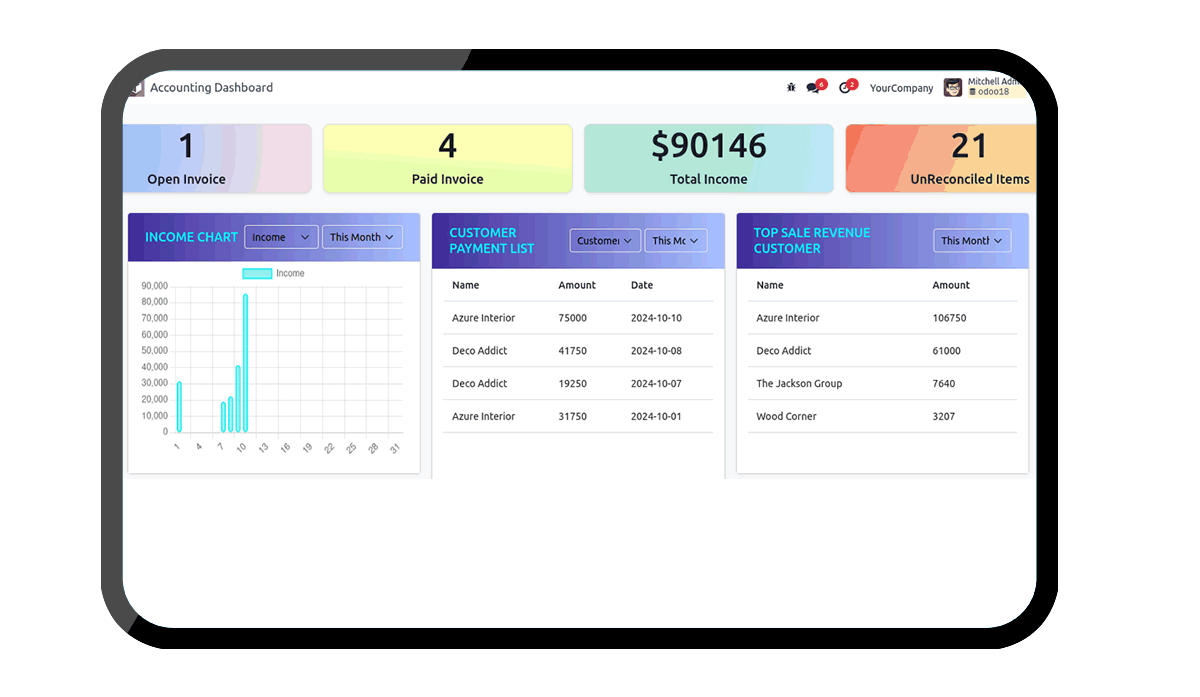 Accounting Dashboard
6
2
YourCompany
Mitchell Adm
odoo18
1
Open Invoice
4
Paid Invoice
$90146
Total Income
21
UnReconciled Items
INCOME CHART
Income
This Month
Income
90,000
80,000
70,000
60,000
50,000
40,000
30,000
20,000
10,000
0
1 4 7 10 13 16 19 22 25 28 31
CUSTOMER
PAYMENT LIST
Customer
This Mo
Name Amount Date
Azure Interior 75000 2024-10-10
Deco Addict 41750 2024-10-08
Deco Addict 19250 2024-10-07
Azure Interior 31750 2024-10-01
TOP SALE REVENUE
CUSTOMER
This Month
Name Amount
Azure Interior 106750
Deco Addict 61000
The Jackson Group 7640
Wood Corner 3207